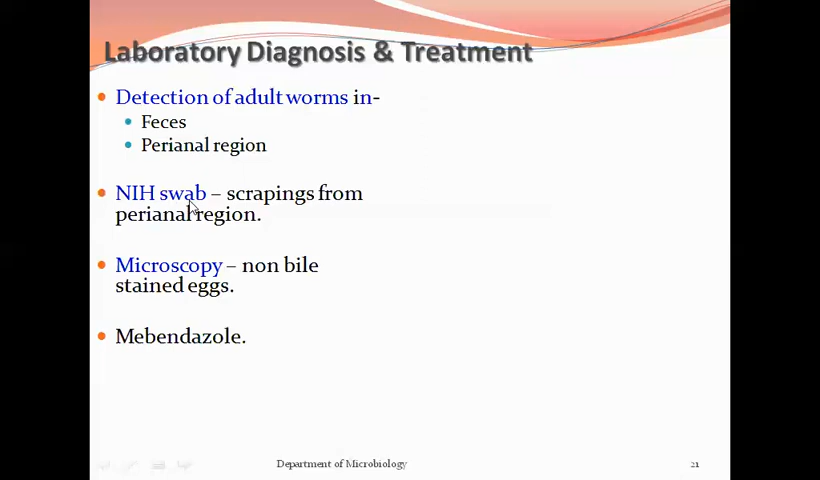 Laboratory Diagnosis & Treatment
Detection of adult worms in-
Feces
Perianal region
NIH swab – scrapings from
perianal region.
Microscopy – non bile
stained eggs.
Mebendazole.
Department of Microbiology
21